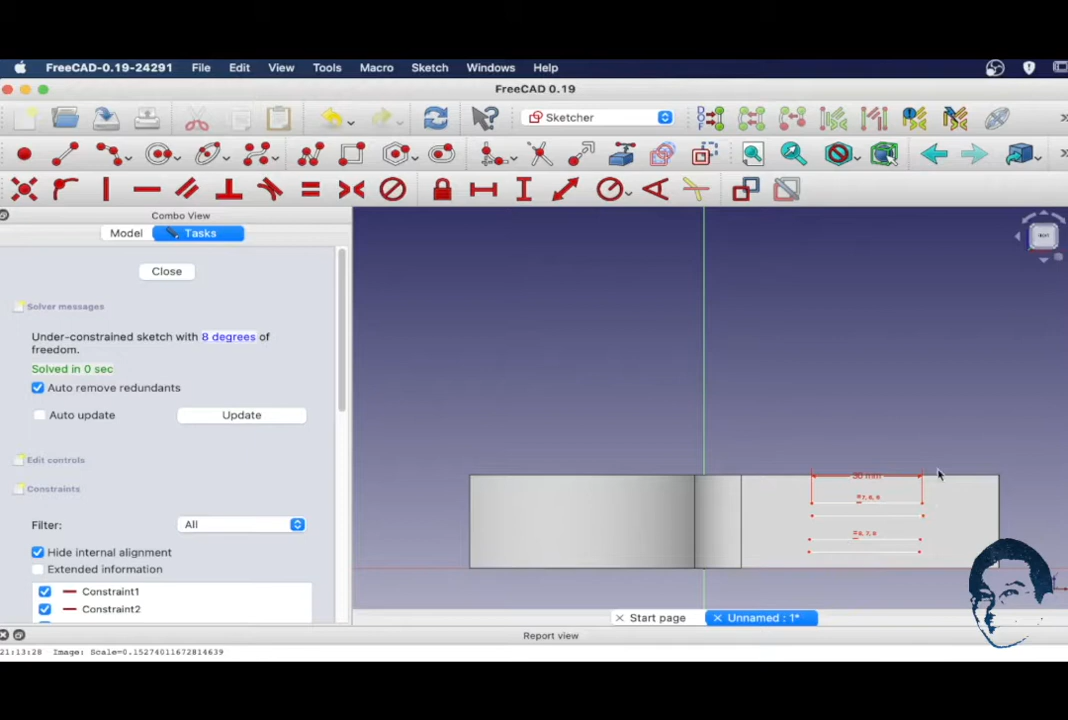 FreeCAD-0.19-24291 File Edit View Tools Macro Sketch Windows Help
FreeCAD 0.19
Sketcher
Combo View
Model Tasks
Close
Solver messages
Under-constrained sketch with 8 degrees of
freedom.
Solved in 0 sec
Auto remove redundants
Auto update Update
Edit controls
Constraints
Filter: All
Hide internal alignment
Extended information
Constraint1
Constraint2
30 mm
Start page Unnamed : 1*
Report view
21:13:28 Image: Scale=0.15274011672814639